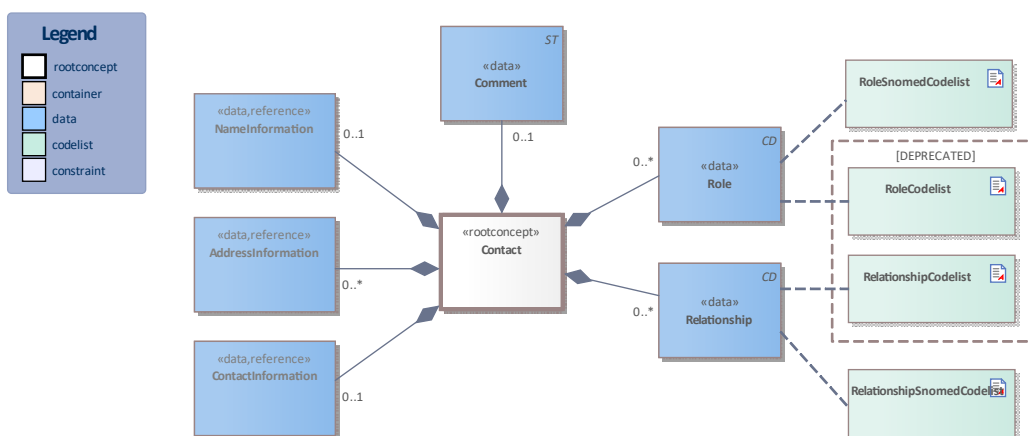 Legend
rootconcept
container
data
codelist
constraint
ST
«data»
Comment
0..1
«data,reference»
NameInformation
0..1
«data,reference»
AddressInformation
0..*
«data,reference»
ContactInformation
0..1
«rootconcept»
Contact
CD
«data»
Role
0..*
CD
«data»
Relationship
0..*
RoleSnomedCodelist
[DEPRECATED]
RoleCodelist
RelationshipCodelist
RelationshipSnomedCodelist